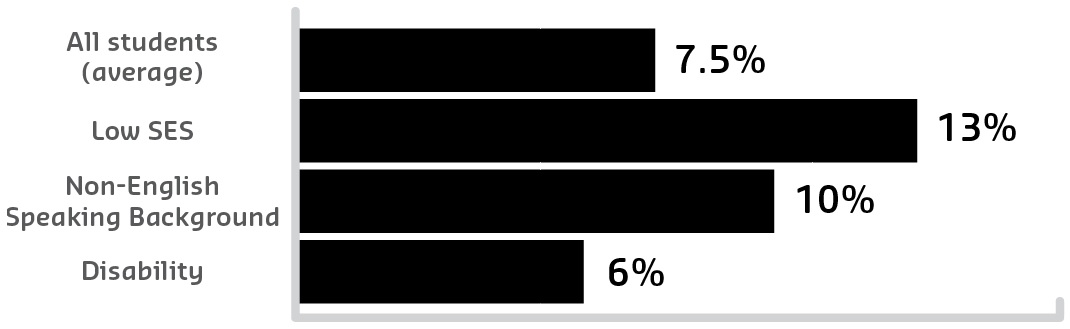 All students
(average)
7.5%
Low SES
13%
Non-English
Speaking Background
10%
Disability
6%